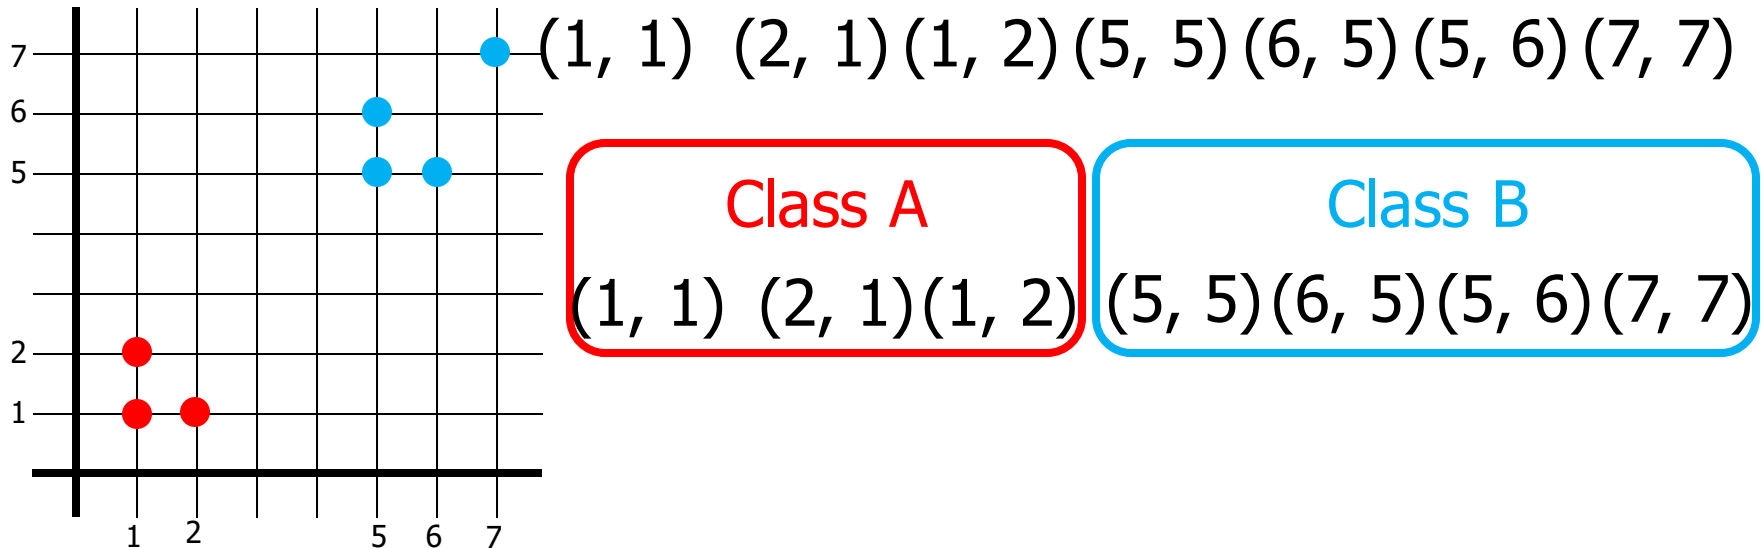 (1, 1) (2, 1) (1, 2) (5, 5) (6, 5) (5, 6) (7, 7)
7
6
5
2
1
1 2 5 6 7
Class A
(1, 1) (2, 1) (1, 2)
Class B
(5, 5) (6, 5) (5, 6) (7, 7)